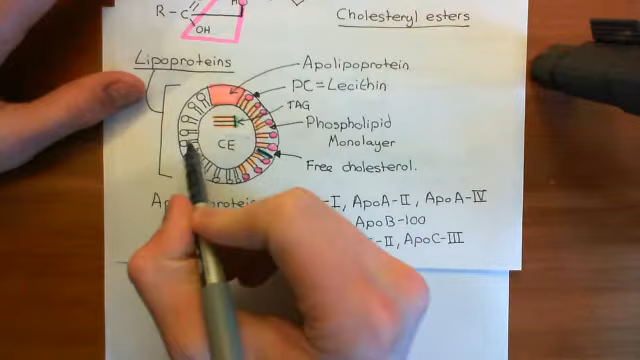 R-C
OH
Cholesteryl esters
Lipoproteins
Apolipoprotein
PC = Lecithin
TAG
Phospholipid
Monolayer
CE
Free cholesterol.
-I, ApoA-II, ApoA-IV
ApoB-100
-II, ApoC-III